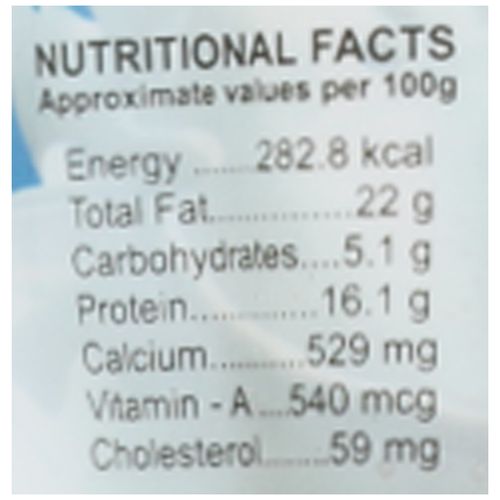 NUTRITIONAL FACTS
Approximate values per 100g
Energy ......282.8 kcal
Total Fat..............22 g
Carbohydrates....5.1 g
Protein.............16.1 g
Calcium..........529 mg
Vitamin - A ...540 mcg
Cholesterol.......59 mg